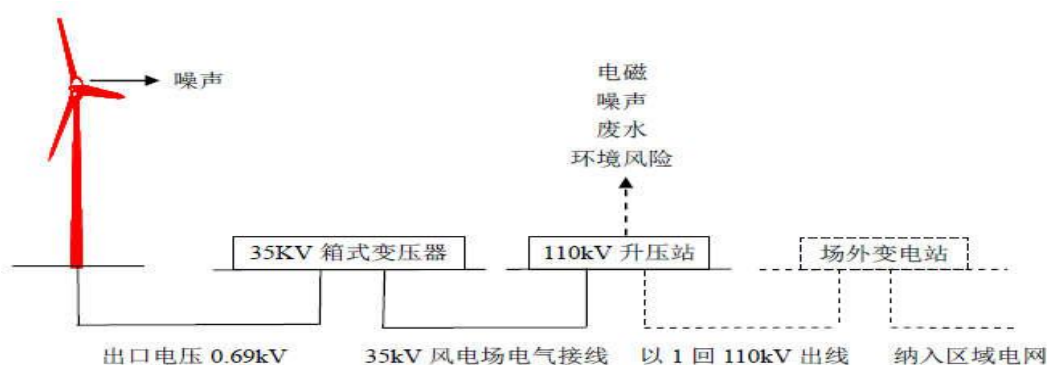 噪声
电磁
噪声
废水
环境风险
35KV 箱式变压器
110kV 升压站
场外变电站
出口电压 0.69kV
35kV 风电场电气接线
以 1 回 110kV 出线
纳入区域电网